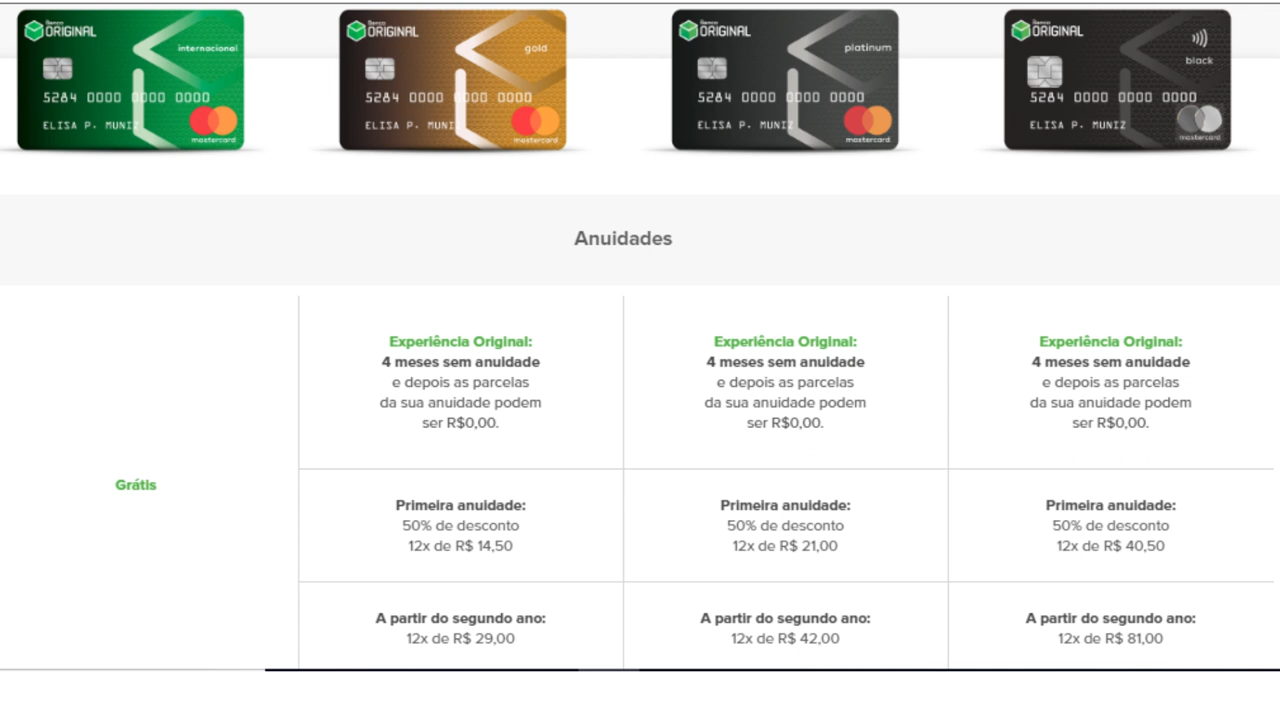 Banco
ORIGINAL
internacional
5284 0000 0000 0000
ELISA P. MUNIZ
mastercard
Banco
ORIGINAL
gold
5284 0000 0000 0000
ELISA P. MUNIZ
mastercard
Banco
ORIGINAL
platinum
5284 0000 0000 0000
ELISA P. MUNIZ
mastercard
Banco
ORIGINAL
black
5284 0000 0000 0000
ELISA P. MUNIZ
mastercard
Anuidades
Grátis
Experiência Original:
4 meses sem anuidade
e depois as parcelas
da sua anuidade podem
ser R$0,00.
Experiência Original:
4 meses sem anuidade
e depois as parcelas
da sua anuidade podem
ser R$0,00.
Experiência Original:
4 meses sem anuidade
e depois as parcelas
da sua anuidade podem
ser R$0,00.
Primeira anuidade:
50% de desconto
12x de R$ 14,50
Primeira anuidade:
50% de desconto
12x de R$ 21,00
Primeira anuidade:
50% de desconto
12x de R$ 40,50
A partir do segundo ano:
12x de R$ 29,00
A partir do segundo ano:
12x de R$ 42,00
A partir do segundo ano:
12x de R$ 81,00